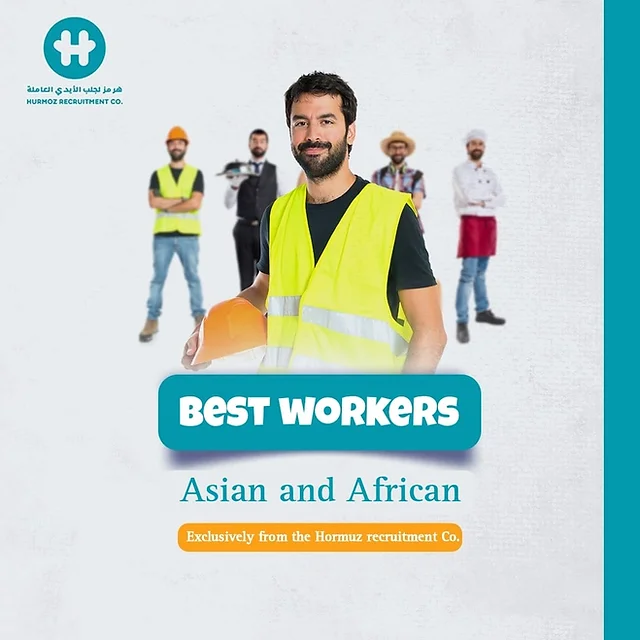 هرمز لجلب الأيدي العاملة
HURMOZ RECRUITMENT CO.
BEST WORKERS
Asian and African
Exclusively from the Hormuz recruitment Co.